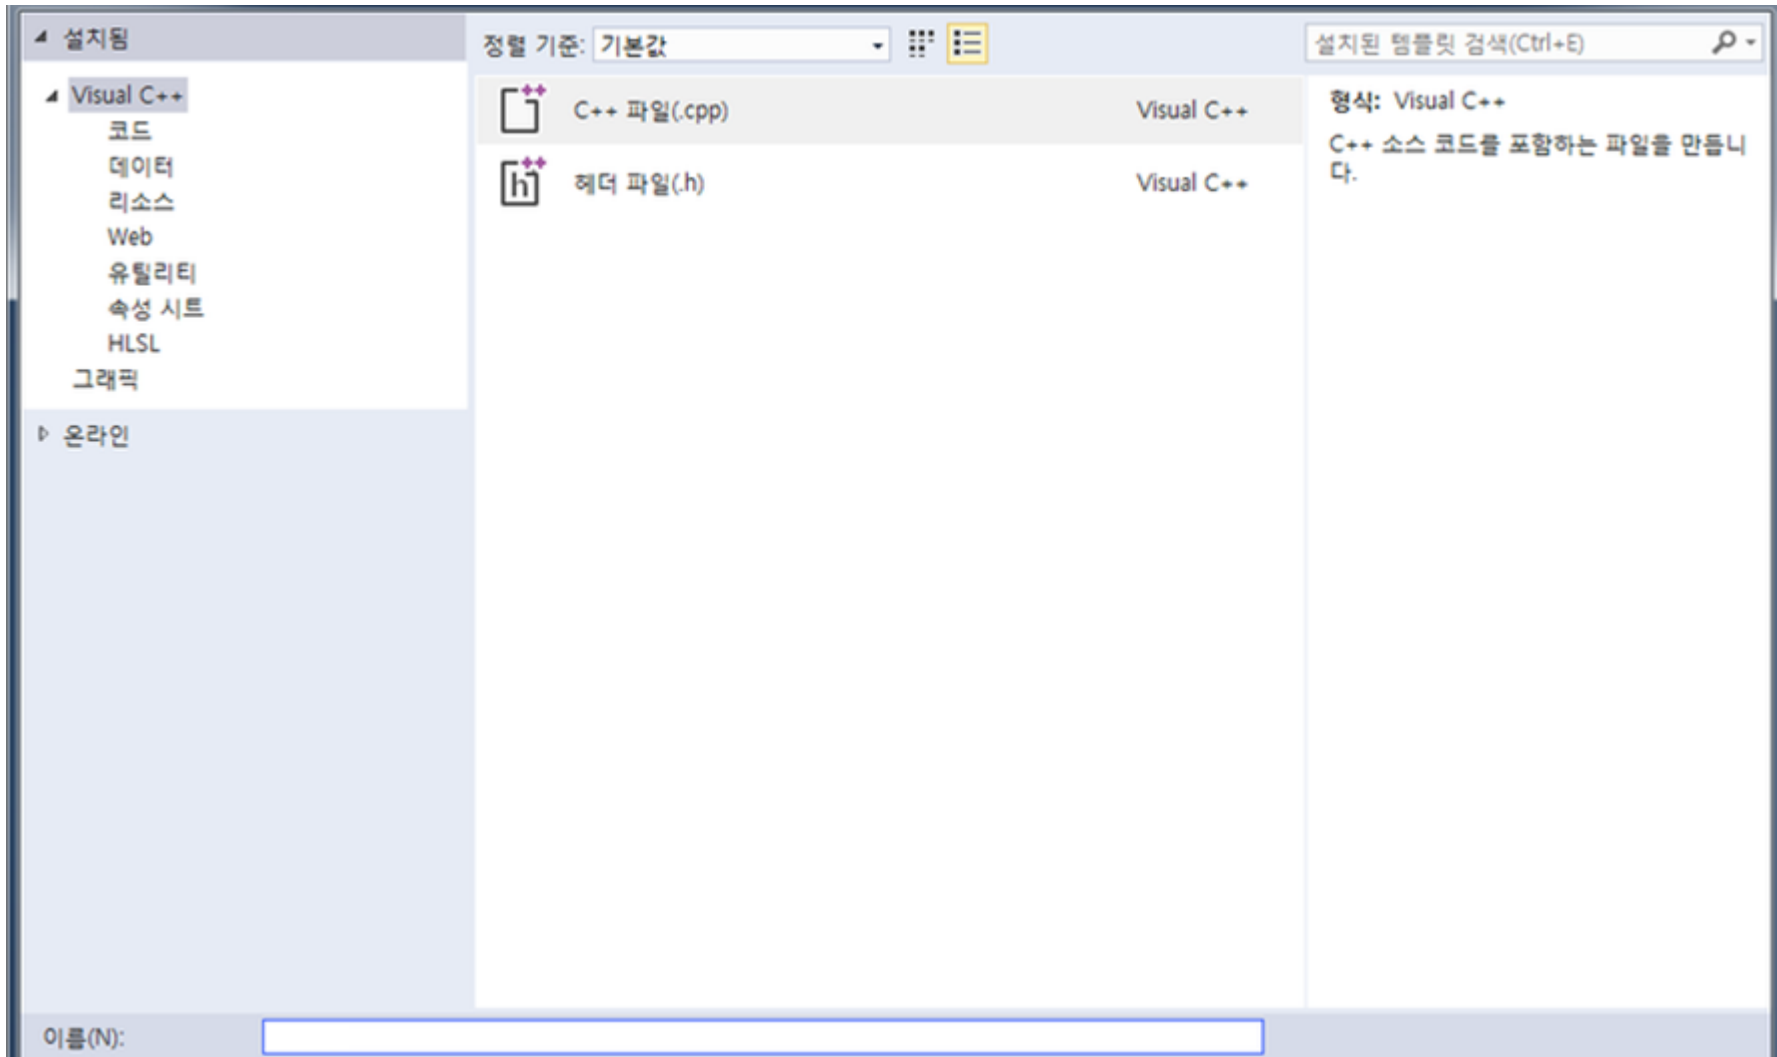 설치됨
Visual C++
코드
데이터
리소스
Web
유틸리티
속성 시트
HLSL
그래픽
온라인
정렬 기준: 기본값
C++ 파일(.cpp) Visual C++
헤더 파일(.h) Visual C++
설치된 템플릿 검색(Ctrl+E)
형식: Visual C++
C++ 소스 코드를 포함하는 파일을 만듭니
다.
이름(N):